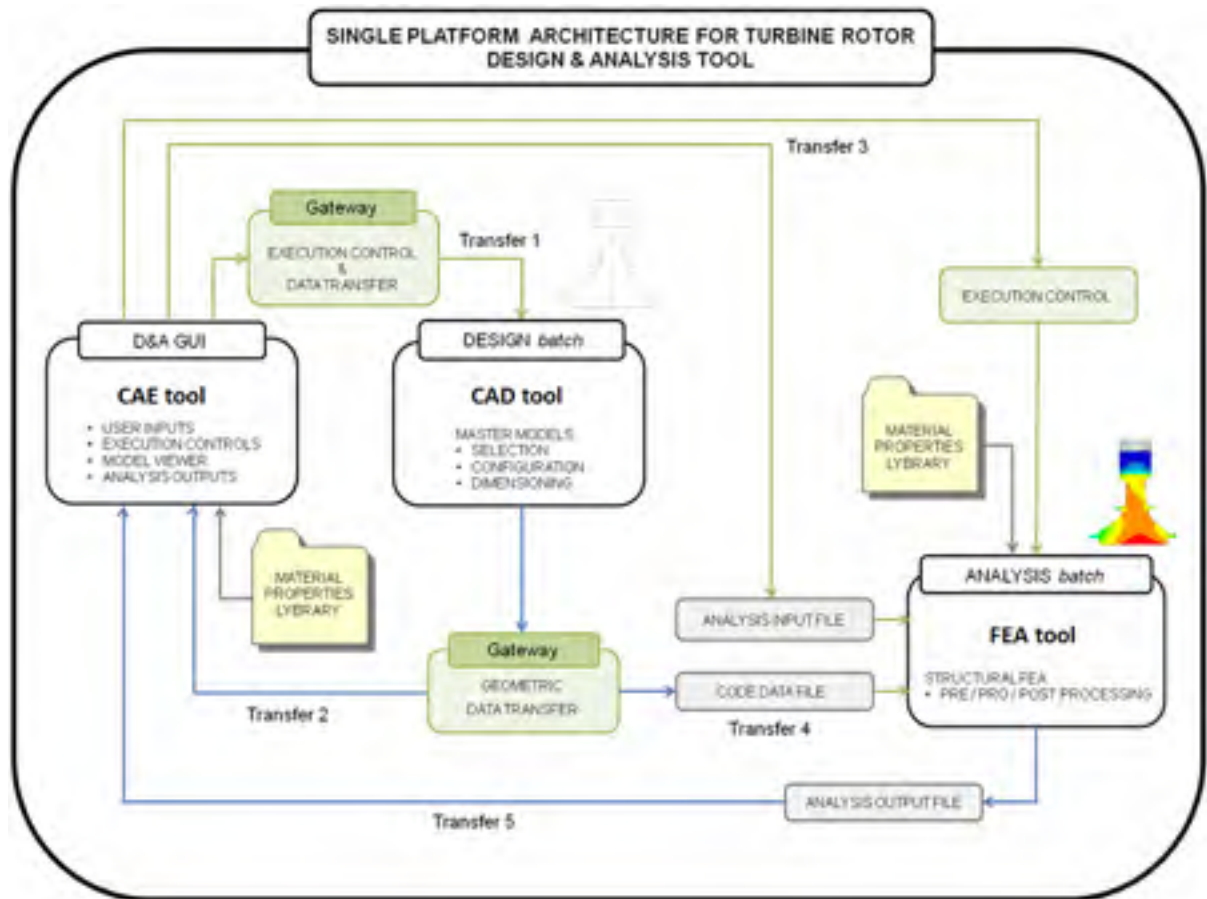 SINGLE PLATFORM ARCHITECTURE FOR TURBINE ROTOR
DESIGN & ANALYSIS TOOL
Transfer 3
Gateway
EXECUTION CONTROL
&
DATA TRANSFER
Transfer 1
EXECUTION CONTROL
D&A GUI
CAE tool
• USER INPUTS
• EXECUTION CONTROLS
• MODEL VIEWER
• ANALYSIS OUTPUTS
DESIGN batch
CAD tool
MASTER MODELS
• SELECTION
• CONFIGURATION
• DIMENSIONING
MATERIAL
PROPERTIES
LYBRARY
MATERIAL
PROPERTIES
LYBRARY
ANALYSIS batch
FEA tool
STRUCTURAL FEA
• PRE / PRO / POST PROCESSING
ANALYSIS INPUT FILE
Gateway
GEOMETRIC
DATA TRANSFER
CODE DATA FILE
Transfer 2
Transfer 4
ANALYSIS OUTPUT FILE
Transfer 5